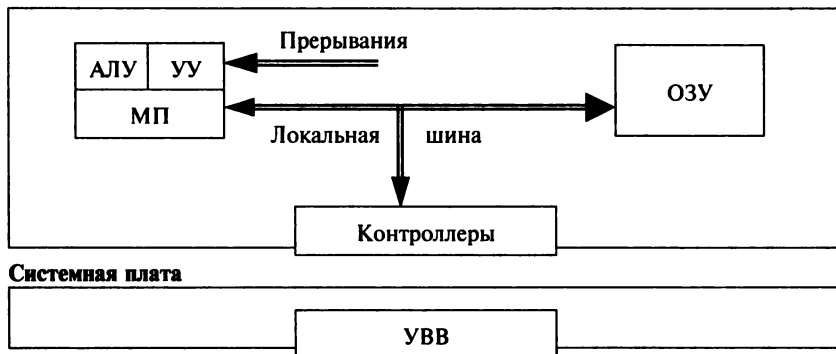 Прерывания
АЛУ УУ
МП
ОЗУ
Локальная шина
Контроллеры
Системная плата
УВВ